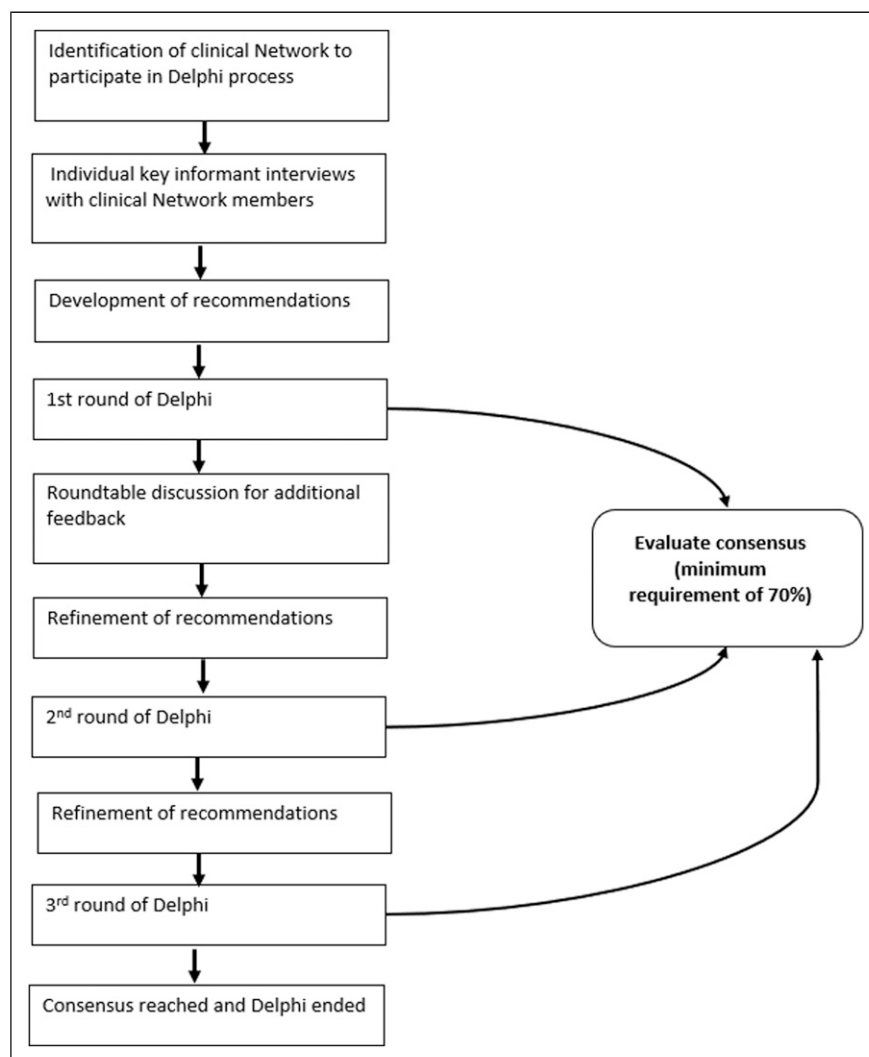 Identification of clinical Network to
participate in Delphi process
Individual key informant interviews
with clinical Network members
Development of recommendations
1st round of Delphi
Roundtable discussion for additional
feedback
Evaluate consensus
(minimum
requirement of 70%)
Refinement of recommendations
2nd round of Delphi
Refinement of recommendations
3rd round of Delphi
Consensus reached and Delphi ended